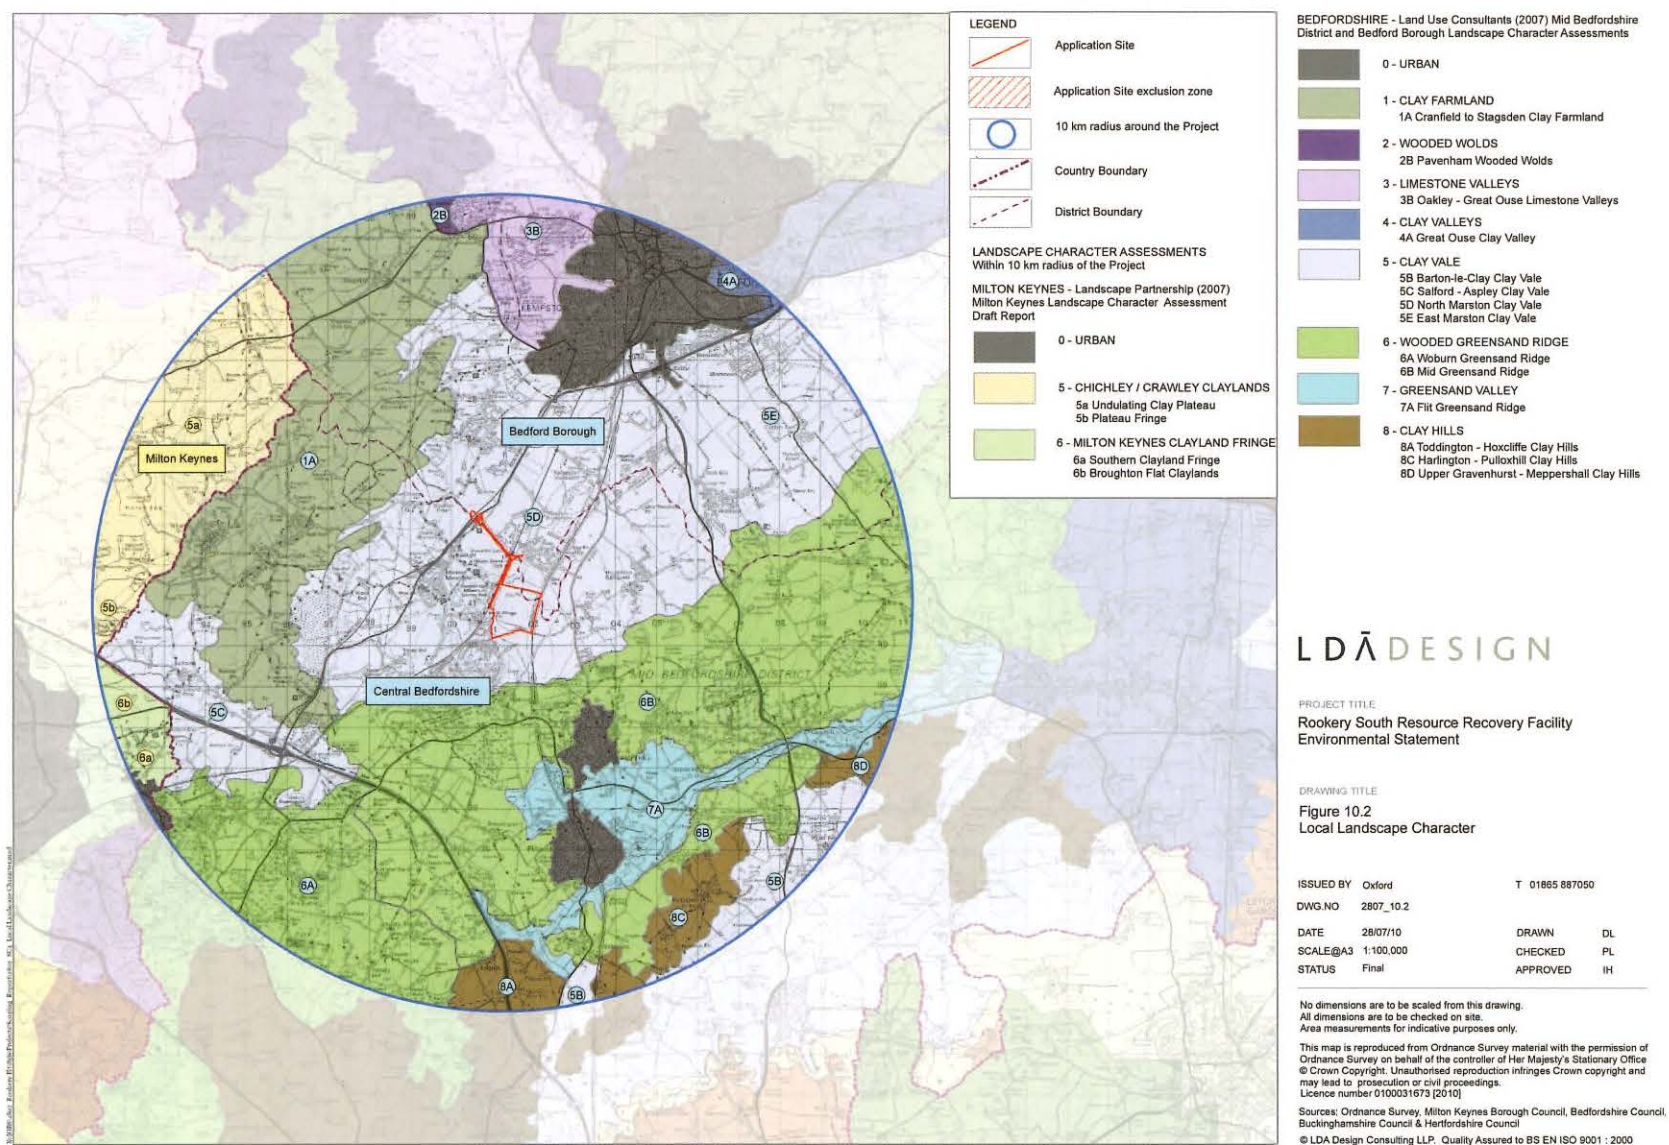 2B
3B
4A
KEMPSTON
5a
Milton Keynes
Bedford Borough
5E
1A
5D
5b
6b
5C
Central Bedfordshire
MID BEDFORDSHIRE DISTRICT
6B
6a
8D
7A
6B
6A
5B
8C
8A
5B
LEGEND
Application Site
Application Site exclusion zone
10 km radius around the Project
Country Boundary
District Boundary
LANDSCAPE CHARACTER ASSESSMENTS
Within 10 km radius of the Project
MILTON KEYNES - Landscape Partnership (2007)
Milton Keynes Landscape Character Assessment
Draft Report
0 - URBAN
5 - CHICHLEY / CRAWLEY CLAYLANDS
5a Undulating Clay Plateau
5b Plateau Fringe
6 - MILTON KEYNES CLAYLAND FRINGE
6a Southern Clayland Fringe
6b Broughton Flat Claylands
BEDFORDSHIRE - Land Use Consultants (2007) Mid Bedfordshire
District and Bedford Borough Landscape Character Assessments
0 - URBAN
1 - CLAY FARMLAND
1A Cranfield to Stagsden Clay Farmland
2 - WOODED WOLDS
2B Pavenham Wooded Wolds
3 - LIMESTONE VALLEYS
3B Oakley - Great Ouse Limestone Valleys
4 - CLAY VALLEYS
4A Great Ouse Clay Valley
5 - CLAY VALE
5B Barton-le-Clay Clay Vale
5C Salford - Aspley Clay Vale
5D North Marston Clay Vale
5E East Marston Clay Vale
6 - WOODED GREENSAND RIDGE
6A Woburn Greensand Ridge
6B Mid Greensand Ridge
7 - GREENSAND VALLEY
7A Flit Greensand Ridge
8 - CLAY HILLS
8A Toddington - Hoxcliffe Clay Hills
8C Harlington - Pulloxhill Clay Hills
8D Upper Gravenhurst - Meppershall Clay Hills
LDĀDESIGN
PROJECT TITLE
Rookery South Resource Recovery Facility
Environmental Statement
DRAWING TITLE
Figure 10.2
Local Landscape Character
ISSUED BY Oxford T 01865 887050
DWG.NO 2807_10.2
DATE 28/07/10 DRAWN DL
SCALE@A3 1:100,000 CHECKED PL
STATUS Final APPROVED IH
No dimensions are to be scaled from this drawing.
All dimensions are to be checked on site.
Area measurements for indicative purposes only.
This map is reproduced from Ordnance Survey material with the permission of
Ordnance Survey on behalf of the controller of Her Majesty's Stationary Office
© Crown Copyright. Unauthorised reproduction infringes Crown copyright and
may lead to prosecution or civil proceedings.
Licence number 0100031673 [2010]
Sources: Ordnance Survey, Milton Keynes Borough Council, Bedfordshire Council,
Buckinghamshire Council & Hertfordshire Council
© LDA Design Consulting LLP. Quality Assured to BS EN ISO 9001 : 2000